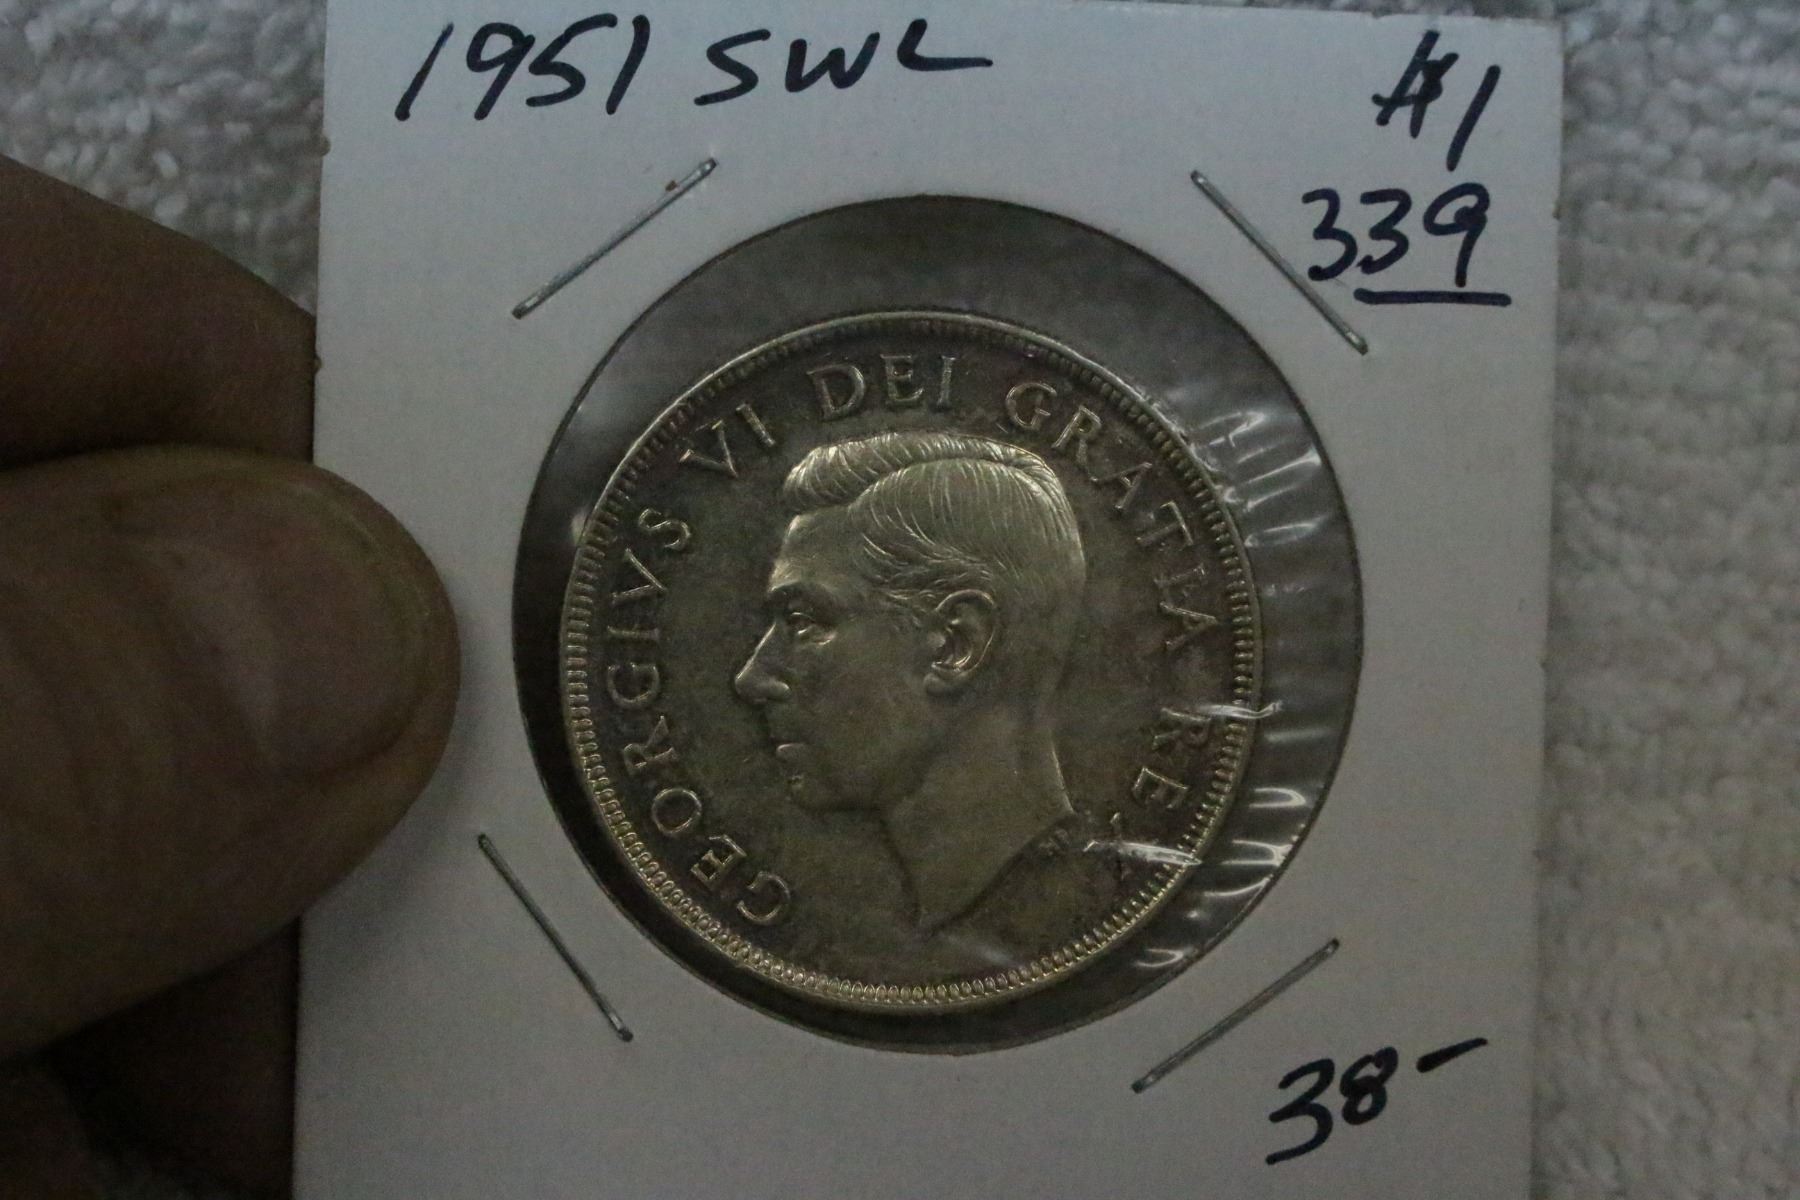 1951 SWL
#1
339
GEORGIVS VI DEI GRATIA REX
38-